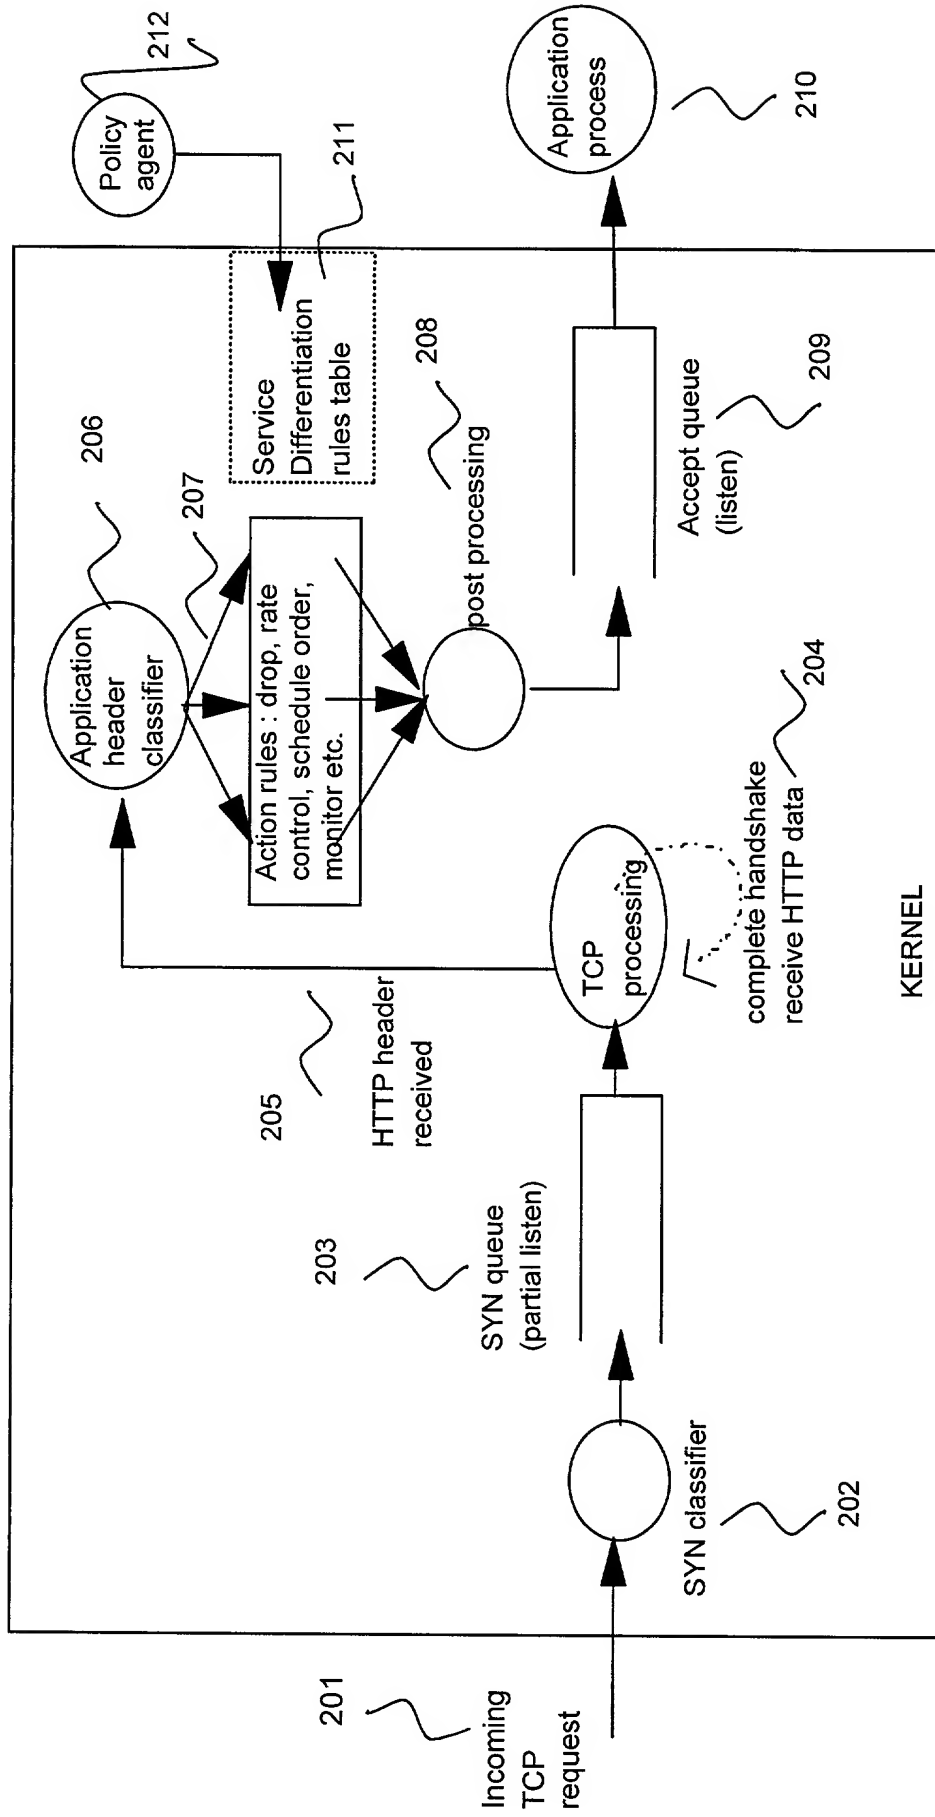 201
Incoming
TCP
request
SYN classifier
202
203
SYN queue
(partial listen)
TCP
processing
complete handshake
receive HTTP data
204
205
HTTP header
received
Application
header
classifier
206
207
Action rules : drop, rate
control, schedule order,
monitor etc.
post processing
208
Service
Differentiation
rules table
211
Policy
agent
212
Accept queue
(listen)
209
Application
process
210
KERNEL